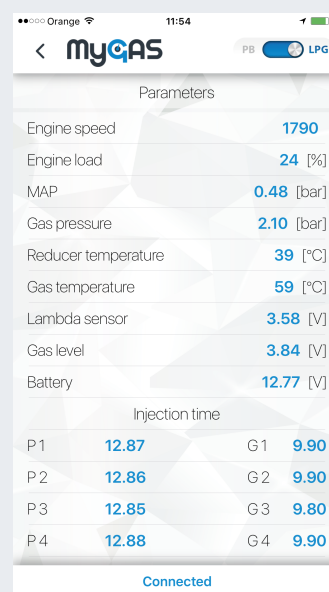 Orange 11:54
MyGAS PB LPG
Parameters
Engine speed 1790
Engine load 24 [%]
MAP 0.48 [bar]
Gas pressure 2.10 [bar]
Reducer temperature 39 [°C]
Gas temperature 59 [°C]
Lambda sensor 3.58 [V]
Gas level 3.84 [V]
Battery 12.77 [V]
Injection time
P 1 12.87 G 1 9.90
P 2 12.86 G 2 9.90
P 3 12.85 G 3 9.80
P 4 12.88 G 4 9.90
Connected